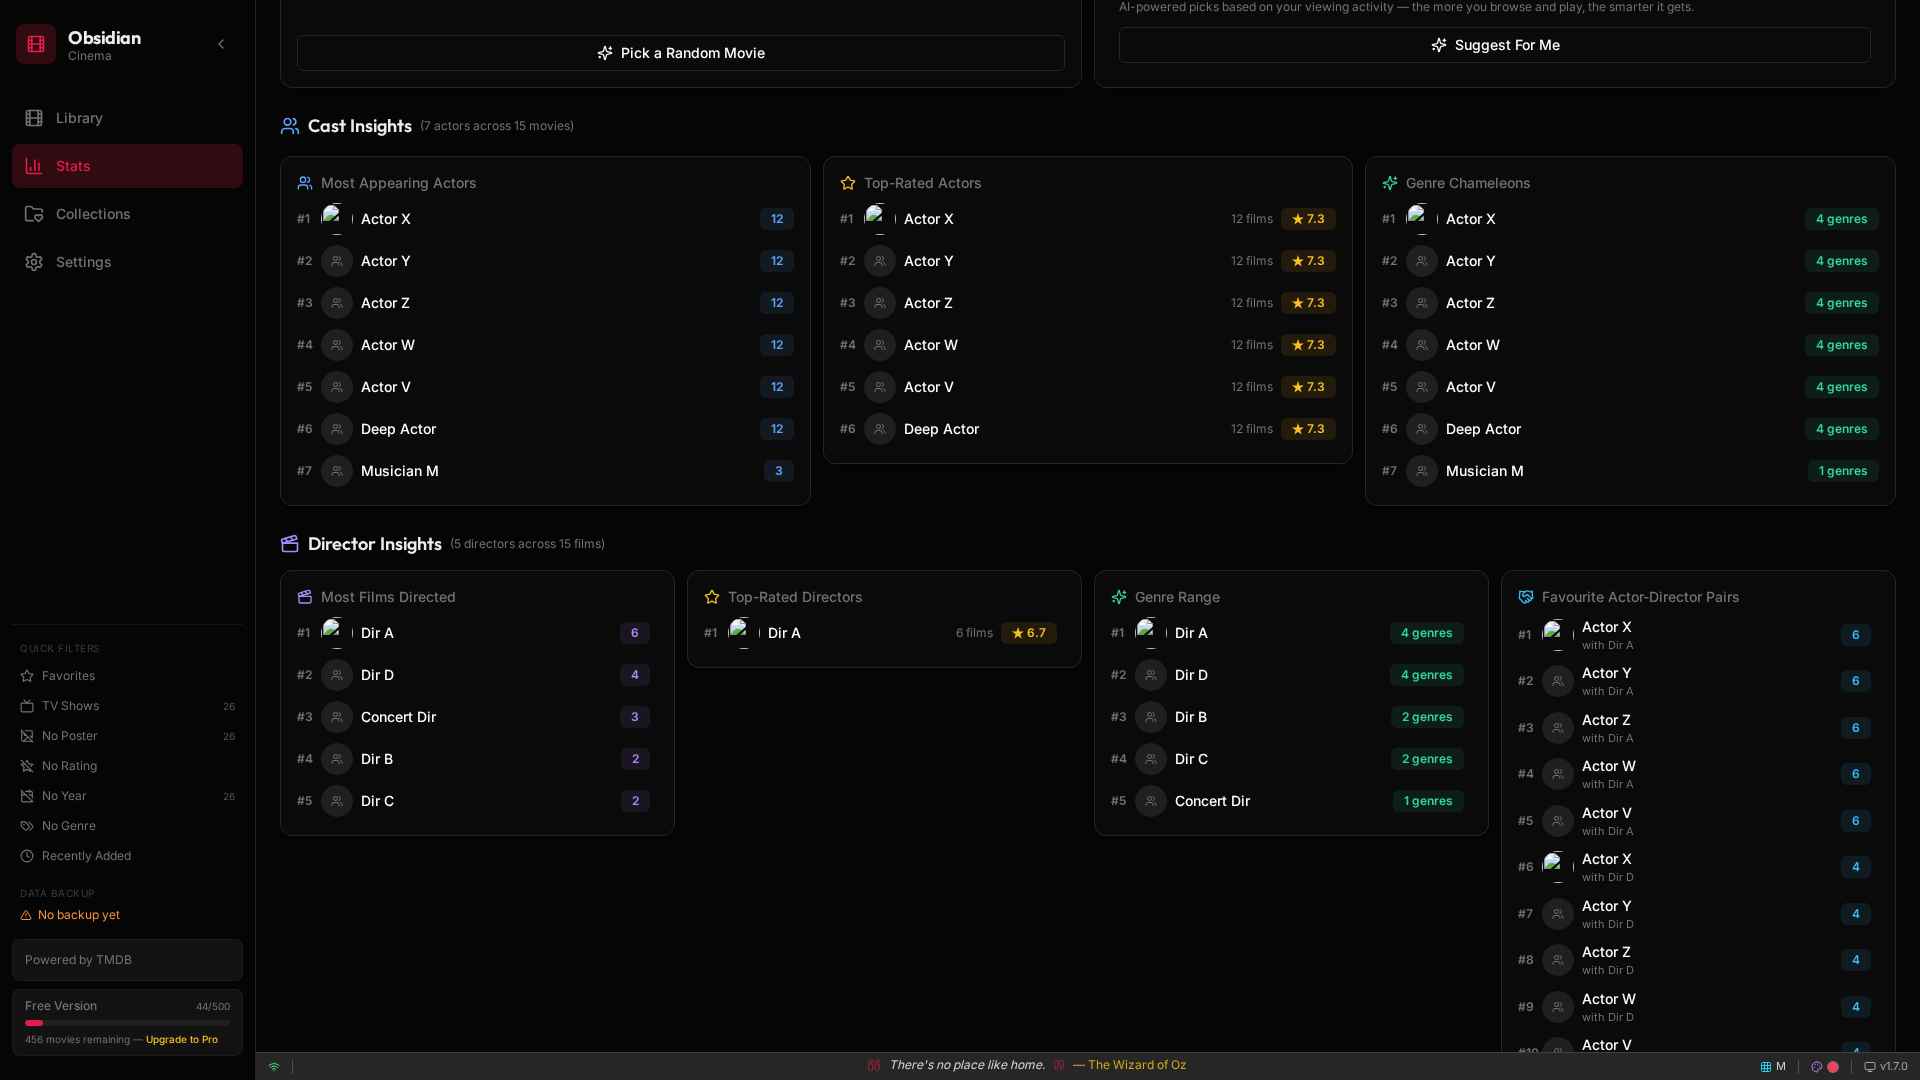 Obsidian
Cinema
Library
Stats
Collections
Settings
QUICK FILTERS
Favorites
TV Shows 26
No Poster 26
No Rating
No Year 26
No Genre
Recently Added
DATA BACKUP
No backup yet
Powered by TMDB
Free Version 44/500
456 movies remaining — Upgrade to Pro
Pick a Random Movie
AI-powered picks based on your viewing activity — the more you browse and play, the smarter it gets.
Suggest For Me
Cast Insights (7 actors across 15 movies)
Most Appearing Actors
#1 Actor X 12
#2 Actor Y 12
#3 Actor Z 12
#4 Actor W 12
#5 Actor V 12
#6 Deep Actor 12
#7 Musician M 3
Top-Rated Actors
#1 Actor X 12 films ★ 7.3
#2 Actor Y 12 films ★ 7.3
#3 Actor Z 12 films ★ 7.3
#4 Actor W 12 films ★ 7.3
#5 Actor V 12 films ★ 7.3
#6 Deep Actor 12 films ★ 7.3
Genre Chameleons
#1 Actor X 4 genres
#2 Actor Y 4 genres
#3 Actor Z 4 genres
#4 Actor W 4 genres
#5 Actor V 4 genres
#6 Deep Actor 4 genres
#7 Musician M 1 genres
Director Insights (5 directors across 15 films)
Most Films Directed
#1 Dir A 6
#2 Dir D 4
#3 Concert Dir 3
#4 Dir B 2
#5 Dir C 2
Top-Rated Directors
#1 Dir A 6 films ★ 6.7
Genre Range
#1 Dir A 4 genres
#2 Dir D 4 genres
#3 Dir B 2 genres
#4 Dir C 2 genres
#5 Concert Dir 1 genres
Favourite Actor-Director Pairs
#1 Actor X 6
with Dir A
#2 Actor Y 6
with Dir A
#3 Actor Z 6
with Dir A
#4 Actor W 6
with Dir A
#5 Actor V 6
with Dir A
#6 Actor X 4
with Dir D
#7 Actor Y 4
with Dir D
#8 Actor Z 4
with Dir D
#9 Actor W 4
with Dir D
#10 Actor V 4
There's no place like home. — The Wizard of Oz
M
v1.7.0